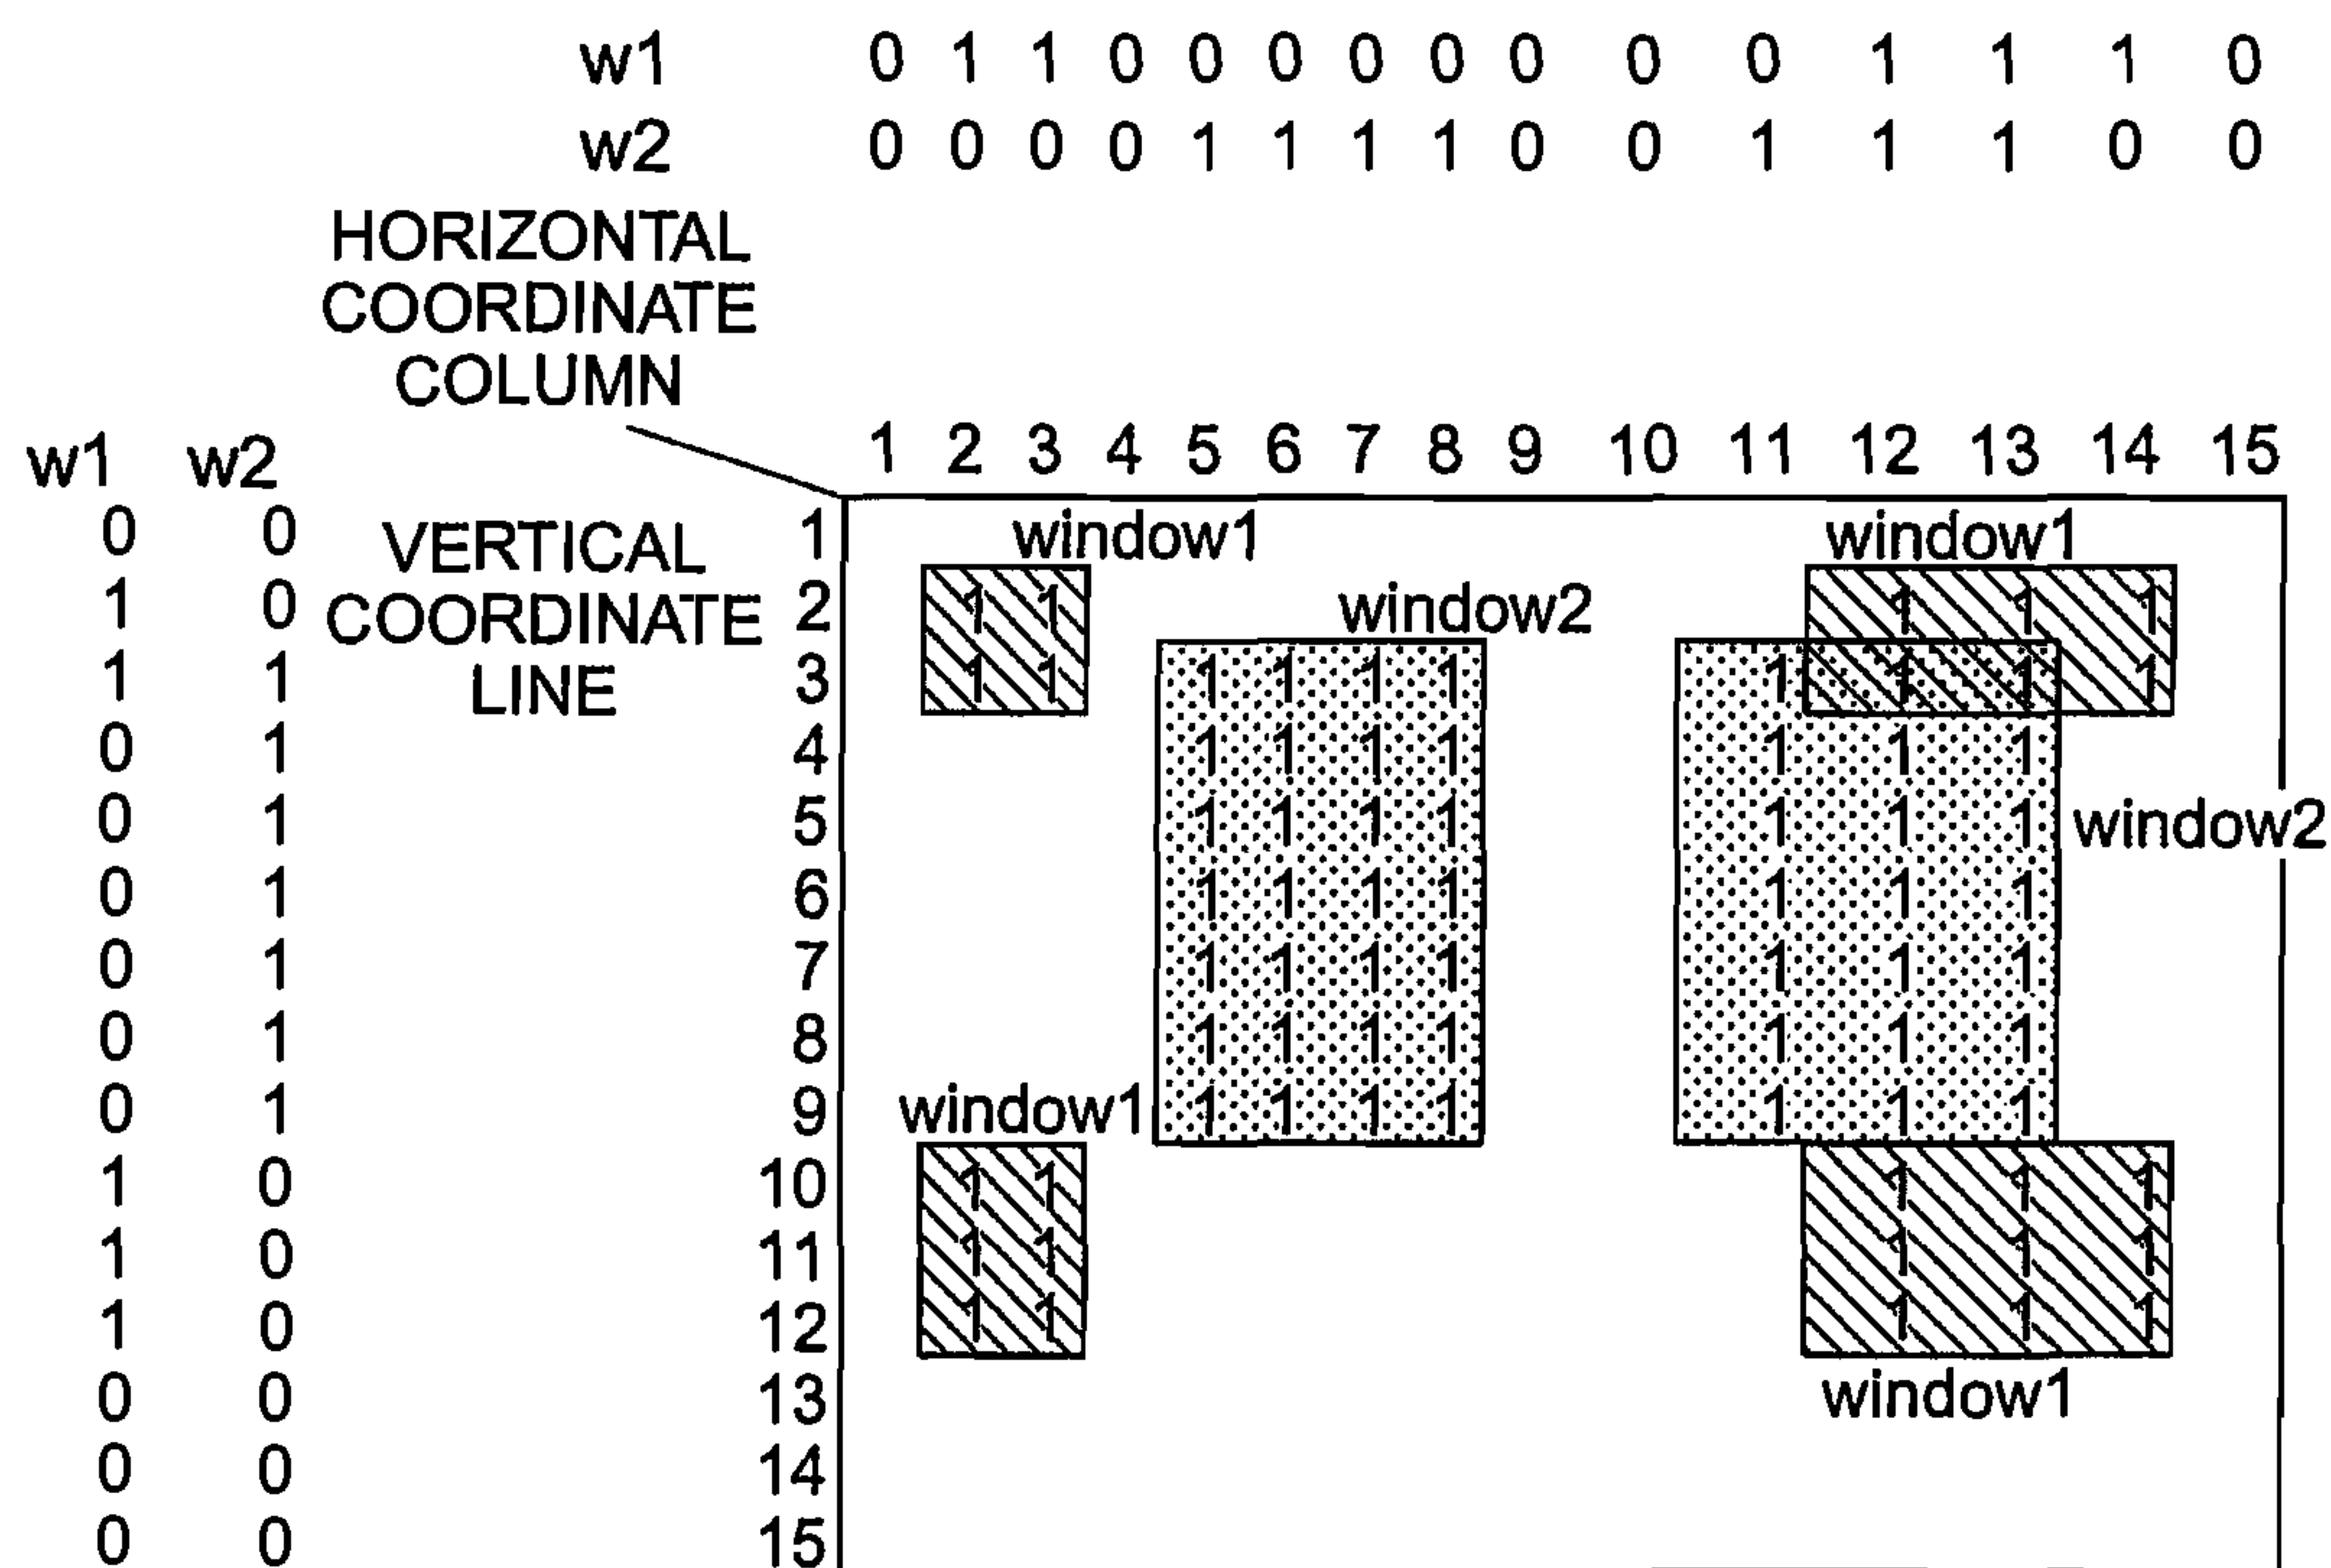 w1 0 1 1 0 0 0 0 0 0 0 0 1 1 1 0
w2 0 0 0 0 1 1 1 1 0 0 1 1 1 0 0
HORIZONTAL
COORDINATE
COLUMN
w1 w2 1 2 3 4 5 6 7 8 9 10 11 12 13 14 15
0 0 VERTICAL 1 window1 window1
1 0 COORDINATE 2 1 1 window2 1 1 1
1 1 LINE 3 1 1 1 1 1 1 1 1 1 1
0 1 4 1 1 1 1 1 1 1
0 1 5 1 1 1 1 1 1 1 window2
0 1 6 1 1 1 1 1 1 1
0 1 7 1 1 1 1 1 1 1
0 1 8 1 1 1 1 1 1 1
0 1 9 window1 1 1 1 1 1 1 1
1 0 10 1 1 1 1 1
1 0 11 1 1 1 1 1
1 0 12 1 1 1 1 1
0 0 13 window1
0 0 14
0 0 15